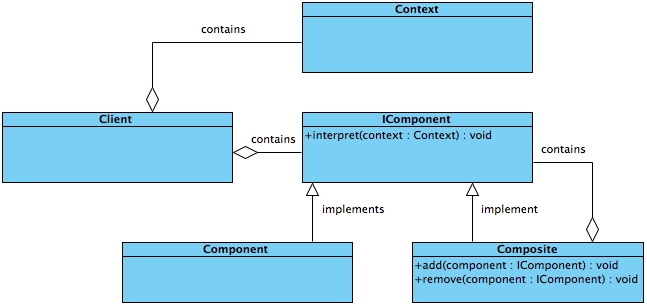 Context
contains
Client
IComponent
+interpret(context : Context) : void
contains
contains
implements
implement
Component
Composite
+add(component : IComponent) : void
+remove(component : IComponent) : void